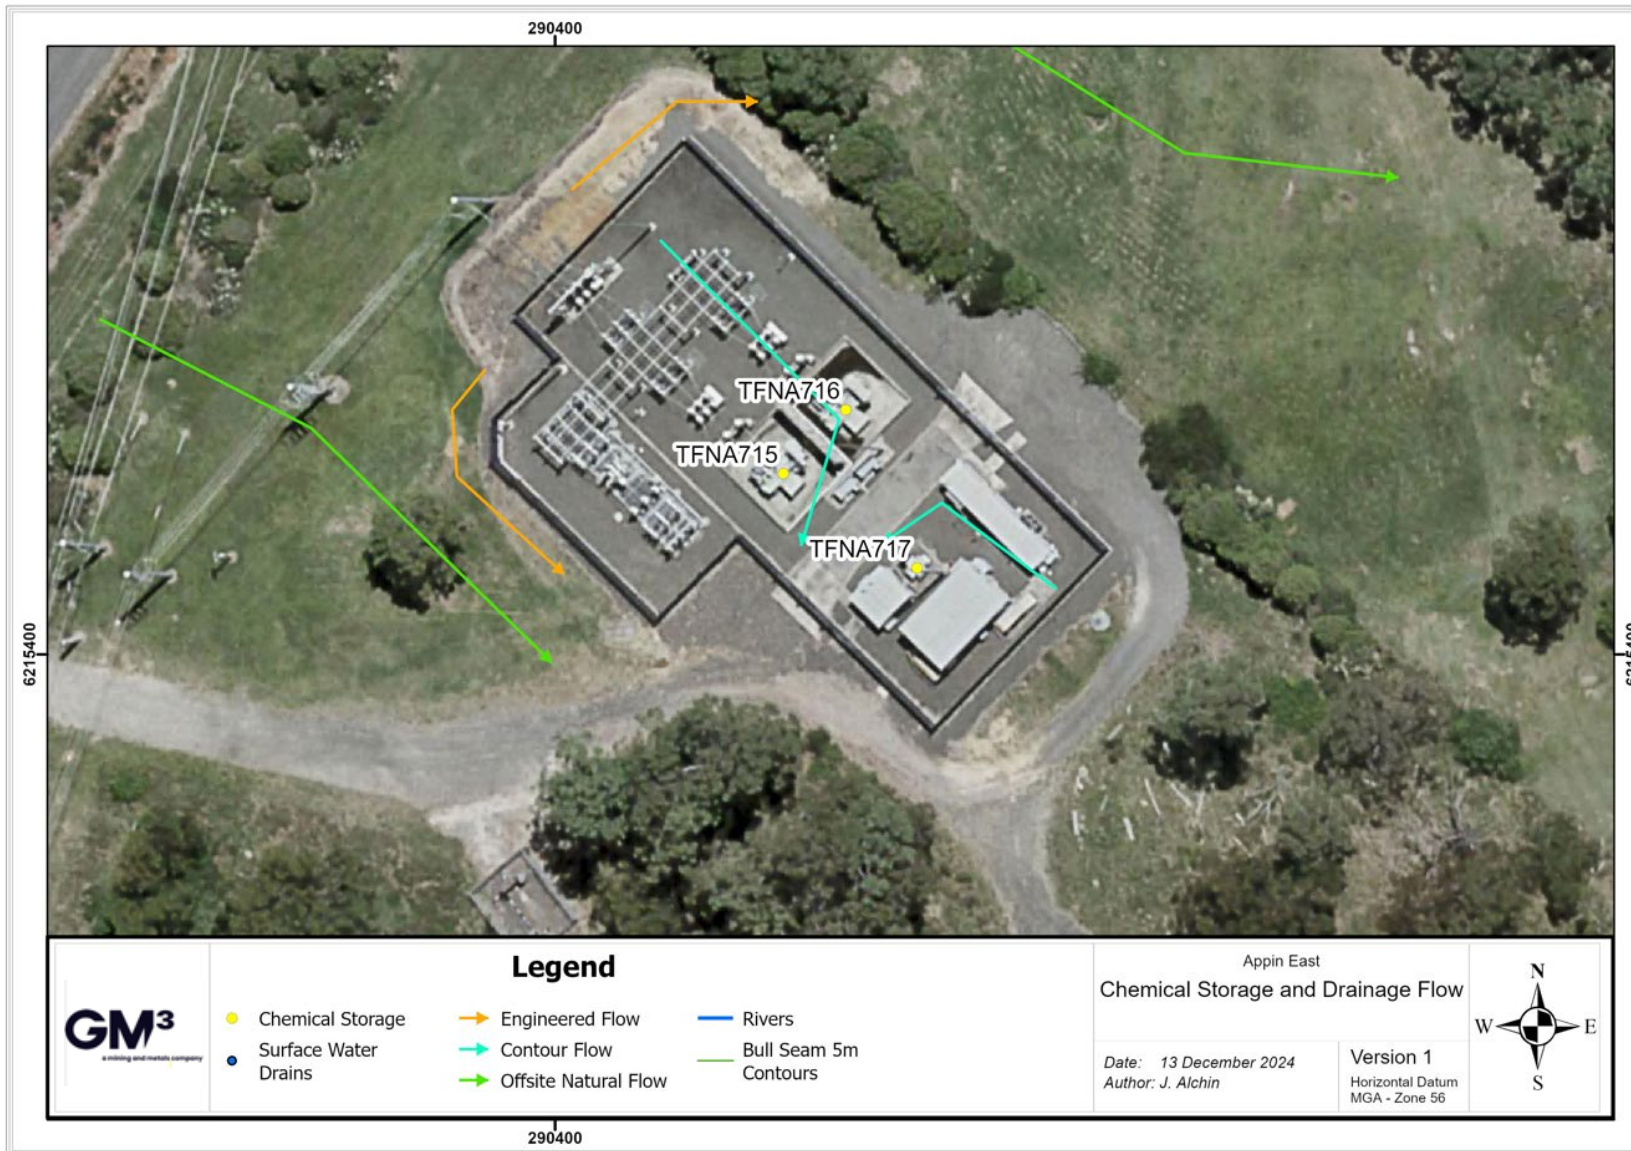 290400
TFNA716
TFNA715
TFNA717
6215400
6215400
GM³
a mining and metals company
Legend
Chemical Storage
Surface Water
Drains
Engineered Flow
Contour Flow
Offsite Natural Flow
Rivers
Bull Seam 5m
Contours
Appin East
Chemical Storage and Drainage Flow
Date: 13 December 2024
Author: J. Alchin
Version 1
Horizontal Datum
MGA - Zone 56
N
W
E
S
290400